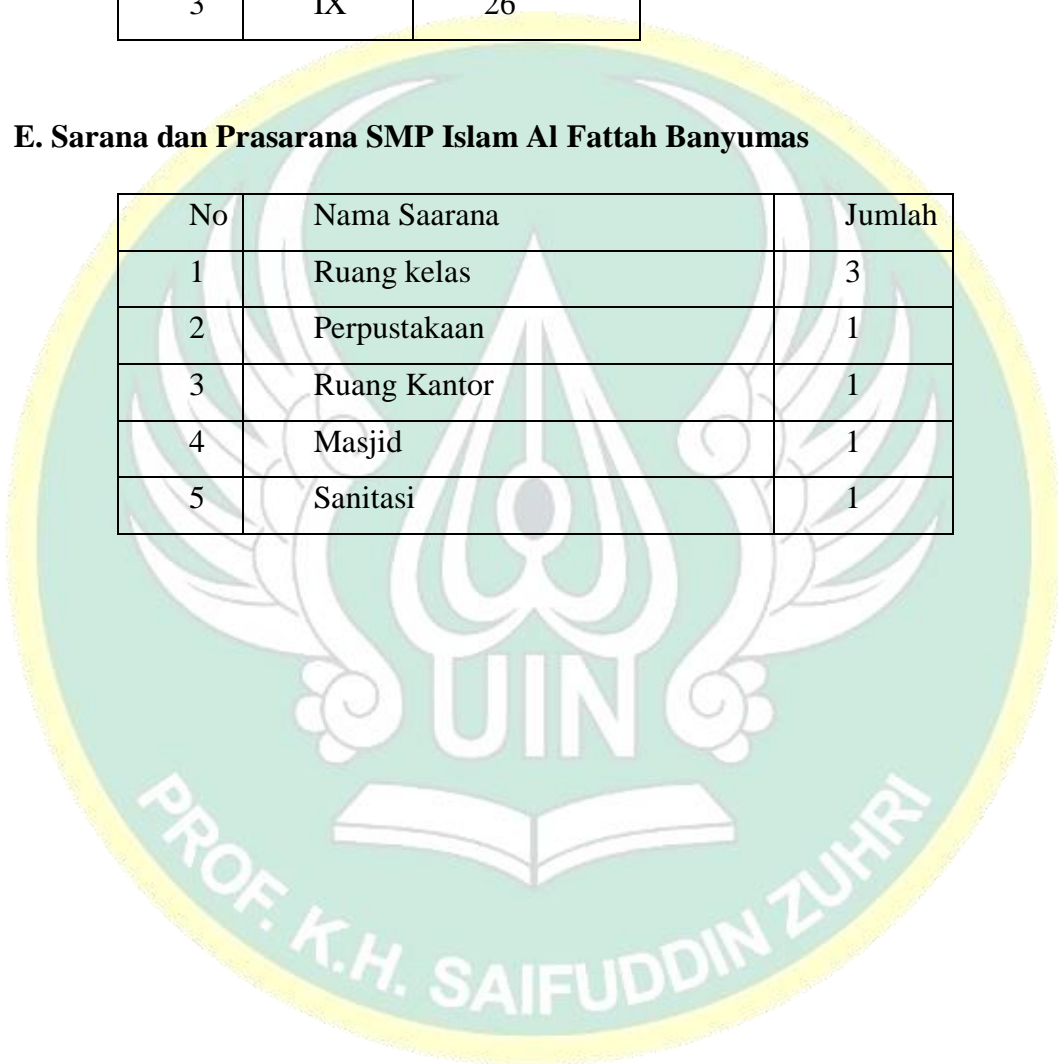 3 IX 26
E. Sarana dan Prasarana SMP Islam Al Fattah Banyumas
No Nama Saarana Jumlah
1 Ruang kelas 3
2 Perpustakaan 1
3 Ruang Kantor 1
4 Masjid 1
5 Sanitasi 1
UIN
PROF. K.H. SAIFUDDIN ZUHRI